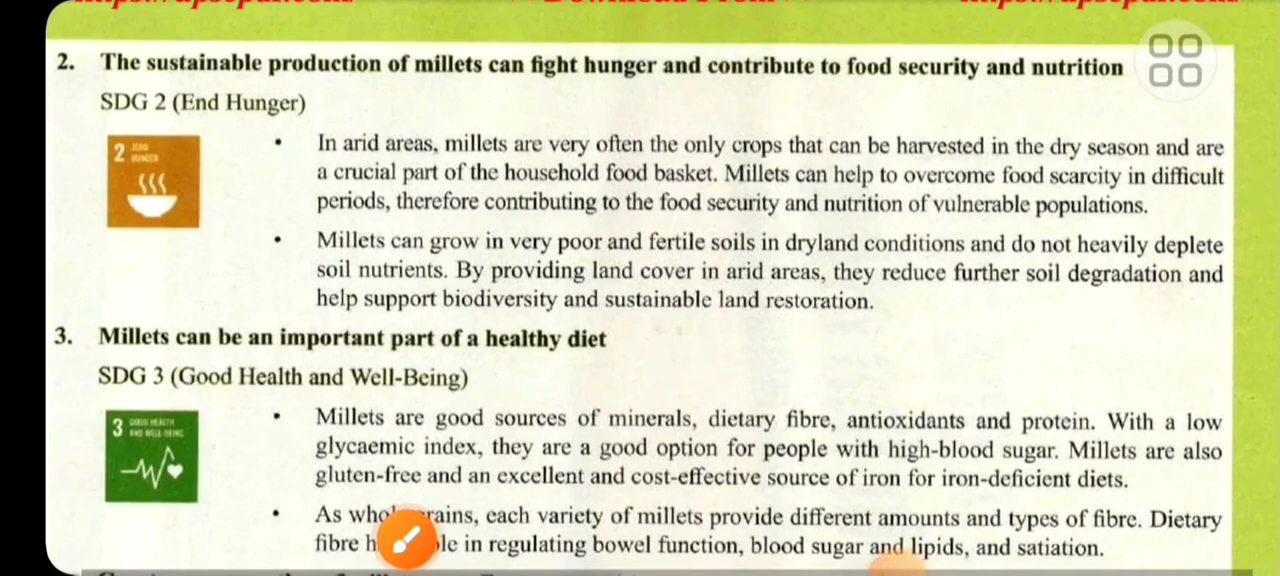 2. The sustainable production of millets can fight hunger and contribute to food security and nutrition
SDG 2 (End Hunger)
2 ZERO HUNGER
• In arid areas, millets are very often the only crops that can be harvested in the dry season and are
a crucial part of the household food basket. Millets can help to overcome food scarcity in difficult
periods, therefore contributing to the food security and nutrition of vulnerable populations.
• Millets can grow in very poor and fertile soils in dryland conditions and do not heavily deplete
soil nutrients. By providing land cover in arid areas, they reduce further soil degradation and
help support biodiversity and sustainable land restoration.
3. Millets can be an important part of a healthy diet
SDG 3 (Good Health and Well-Being)
3 GOOD HEALTH
AND WELL-BEING
• Millets are good sources of minerals, dietary fibre, antioxidants and protein. With a low
glycaemic index, they are a good option for people with high-blood sugar. Millets are also
gluten-free and an excellent and cost-effective source of iron for iron-deficient diets.
• As grains, each variety of millets provide different amounts and types of fibre. Dietary
fibre in regulating bowel function, blood sugar and lipids, and satiation.